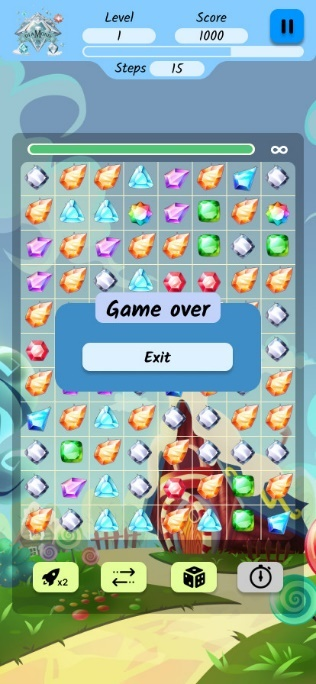 Level
Score
1
1000
Steps
15
∞
Game over
Exit
x2